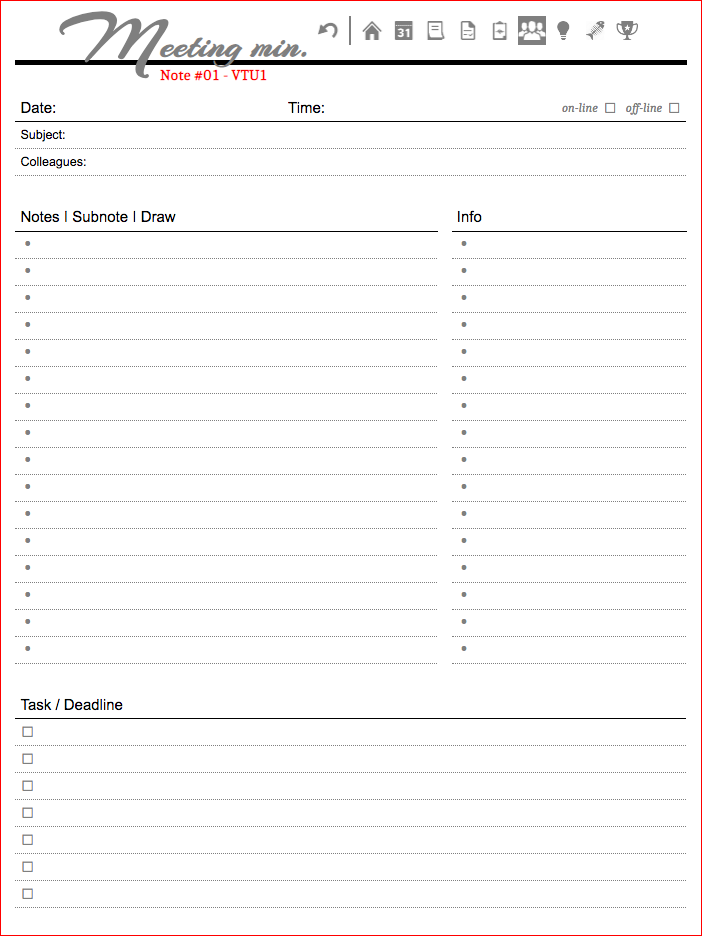 Meeting min.
31
Note #01 - VTU1
Date: Time: on-line ☐ off-line ☐
Subject:
Colleagues:
Notes | Subnote | Draw Info
Task / Deadline